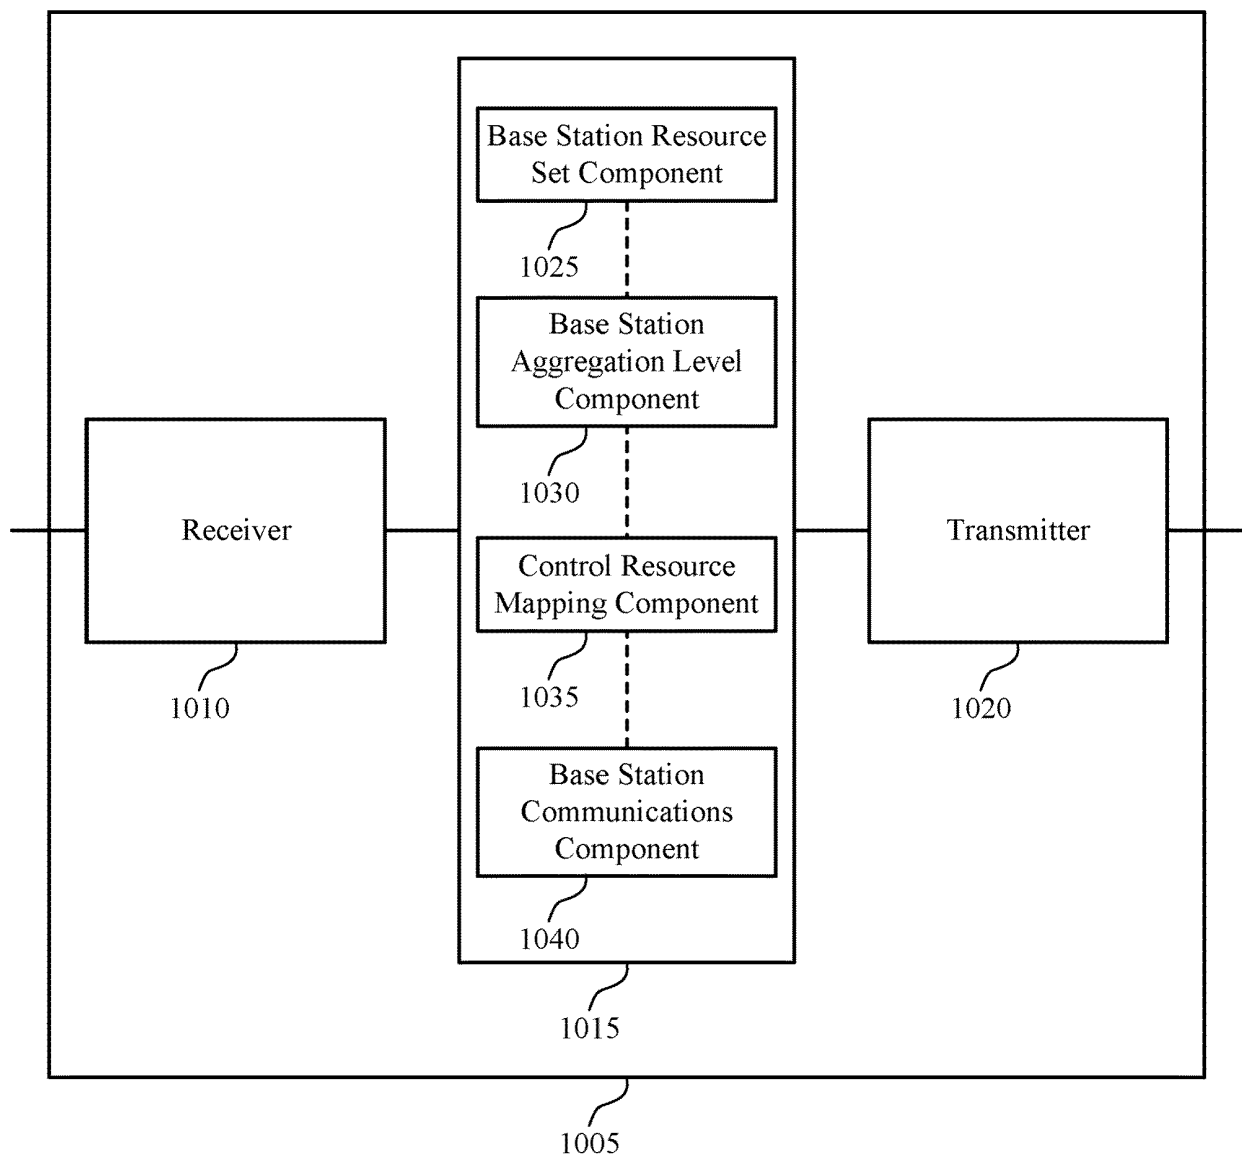 Base Station Resource
Set Component
1025
Base Station
Aggregation Level
Component
1030
Receiver
1010
Control Resource
Mapping Component
1035
Transmitter
1020
Base Station
Communications
Component
1040
1015
1005